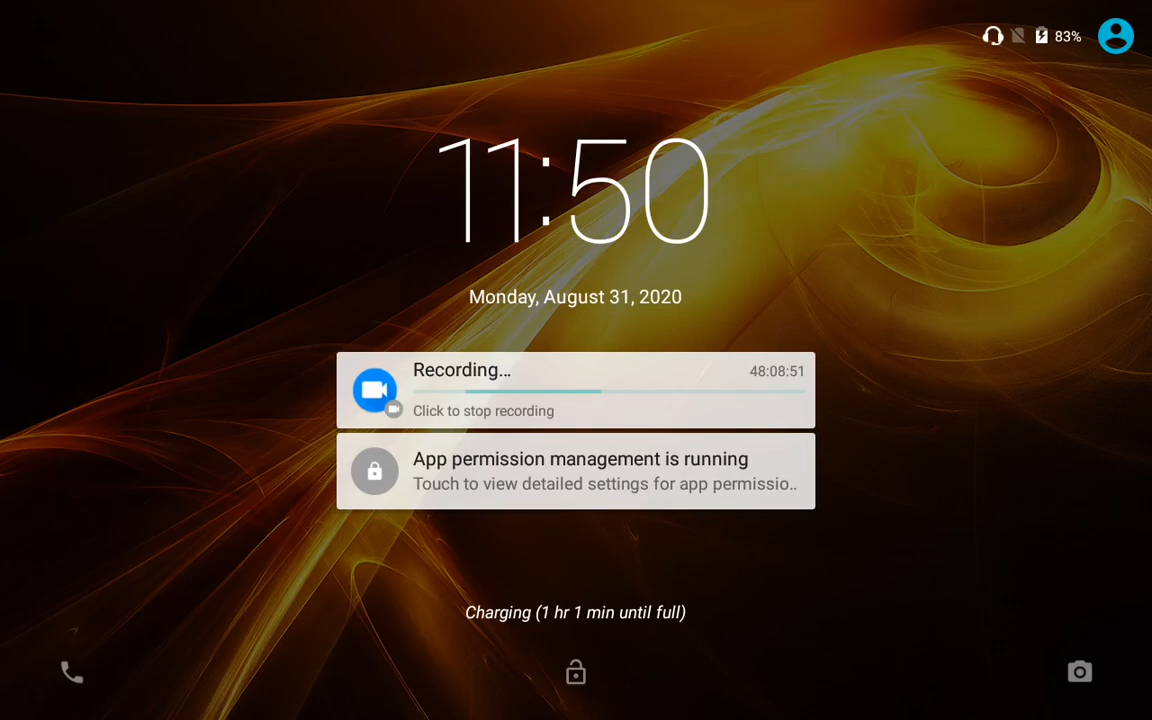 83%
11:50
Monday, August 31, 2020
Recording...
48:08:51
Click to stop recording
App permission management is running
Touch to view detailed settings for app permissio..
Charging (1 hr 1 min until full)